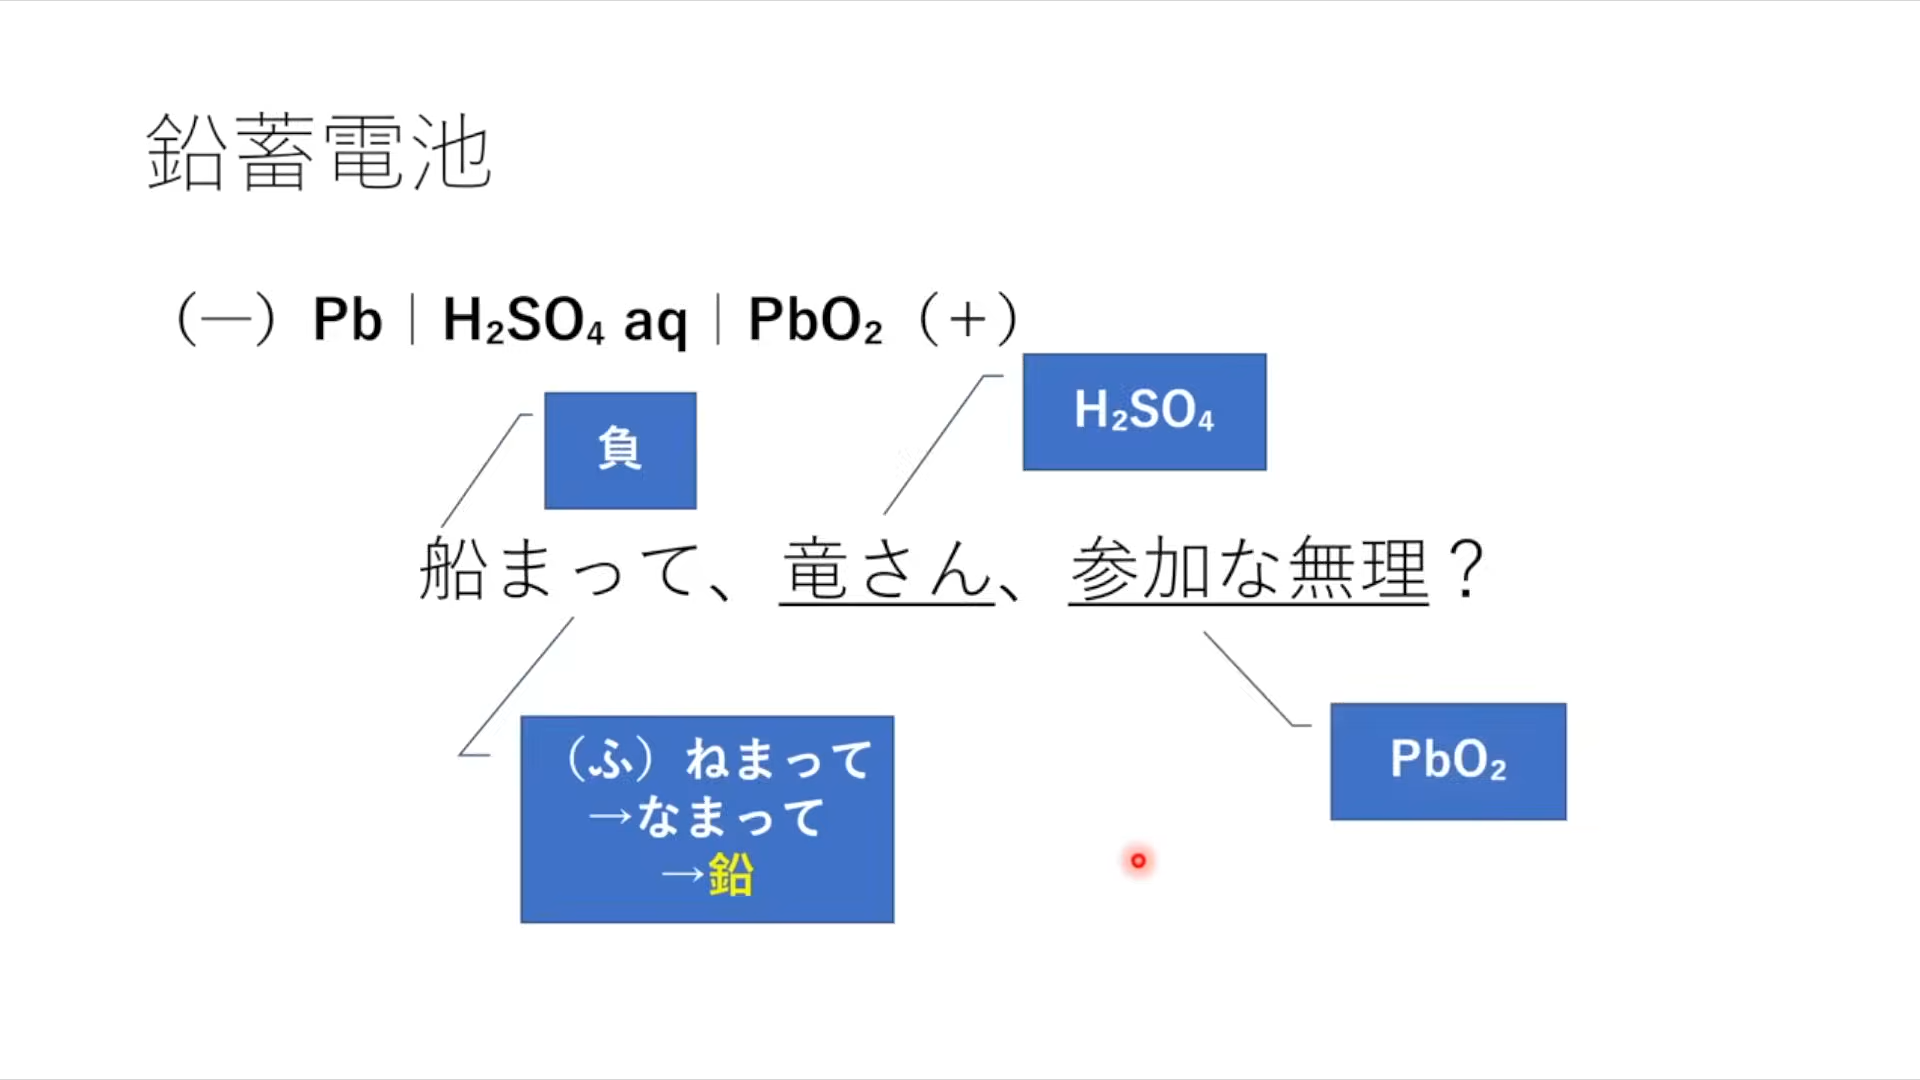 鉛蓄電池
（―）Pb｜H₂SO₄ aq｜PbO₂（+）
負
H₂SO₄
船まって、竜さん、参加な無理？
（ふ）ねまって
→なまって
→鉛
PbO₂